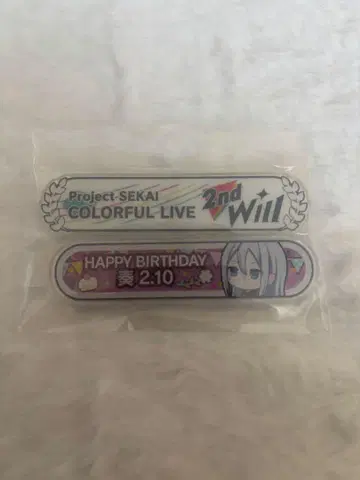 Project SEKAI
COLORFUL LIVE
2nd
Will
HAPPY BIRTHDAY
奏 2.10